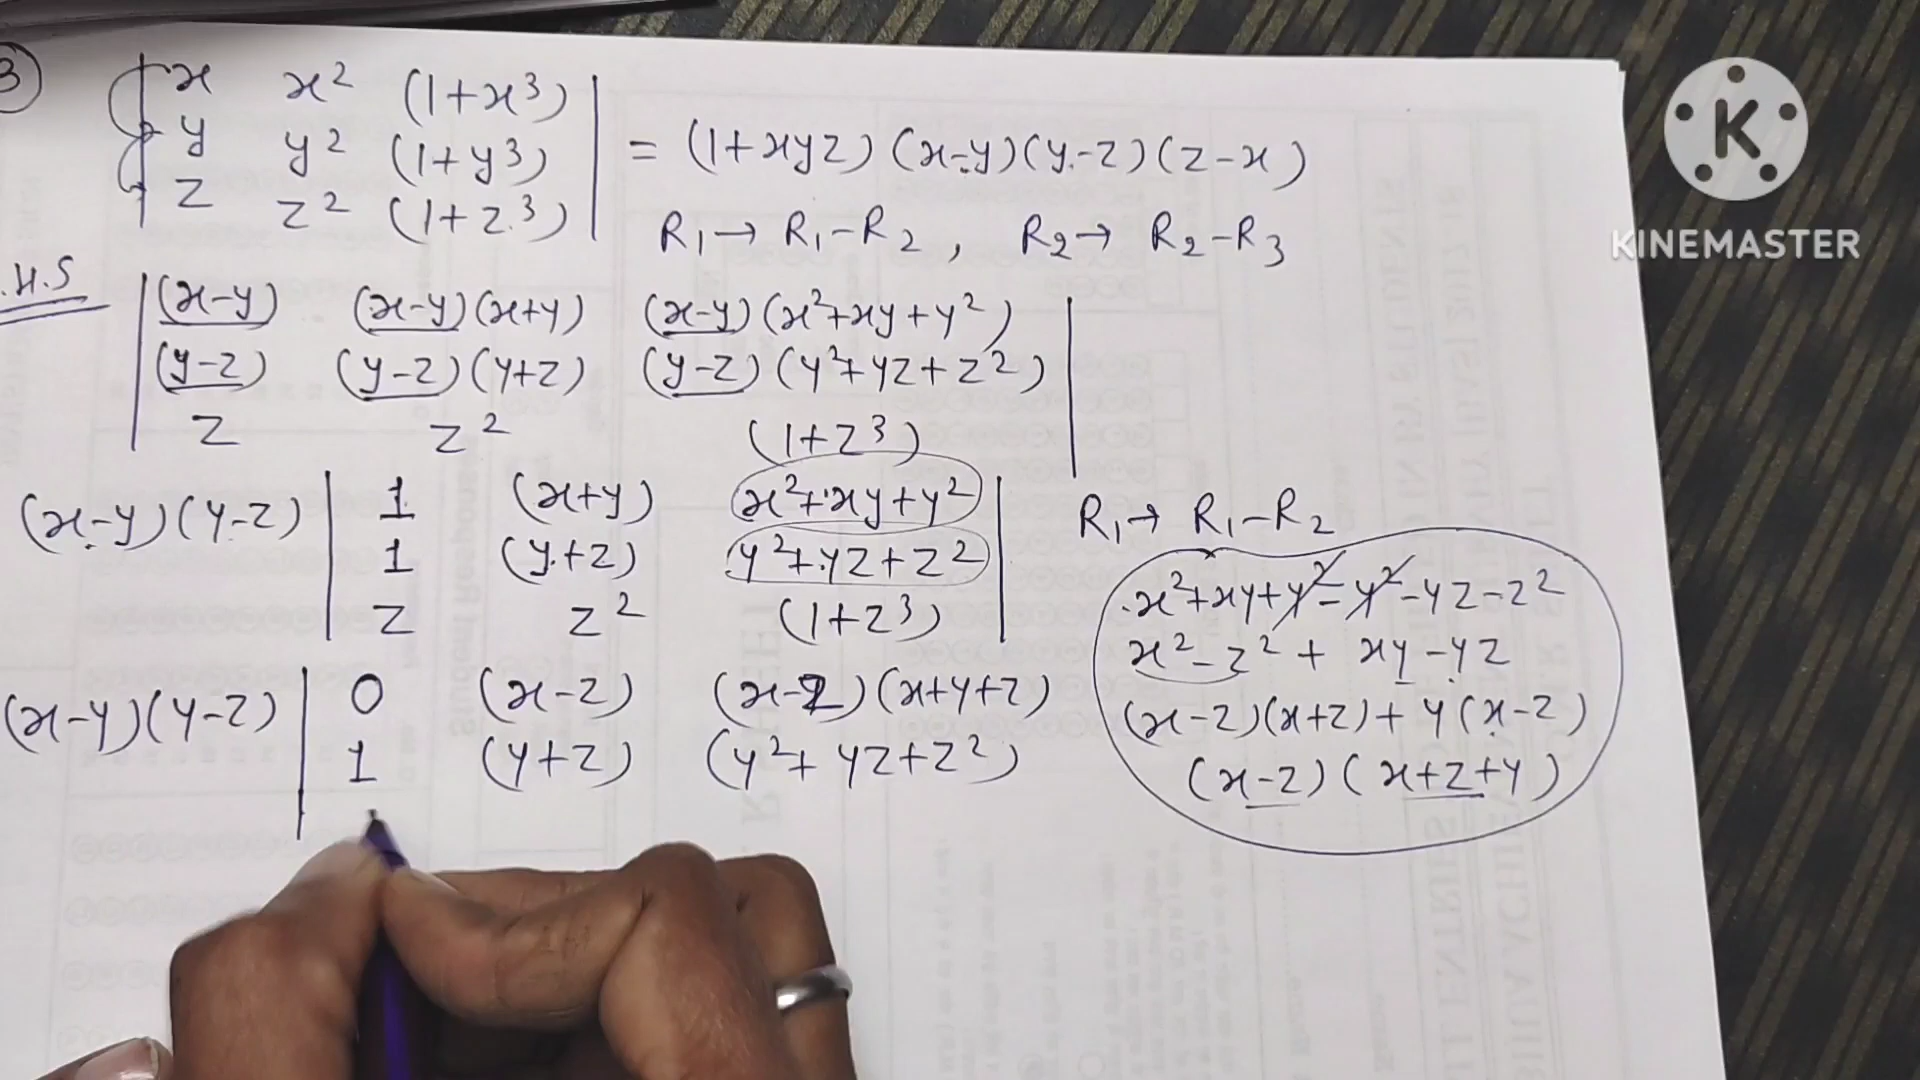 3
x x² (1+x³)
y y² (1+y³) = (1+xyz) (x-y)(y-z)(z-x)
z z² (1+z³)
R₁→ R₁-R₂ , R₂→ R₂-R₃
.H.S
(x-y) (x-y)(x+y) (x-y)(x²+xy+y²)
(y-z) (y-z)(y+z) (y-z)(y²+yz+z²)
z z² (1+z³)
(x-y)(y-z) 1 (x+y) x²+xy+y² R₁→ R₁-R₂
1 (y+z) y²+yz+z²
z z² (1+z³)
x²+xy+y²-y²-yz-z²
x²-z²+ xy-yz
(x-z)(x+z)+y(x-z)
(x-z)(x+z+y)
(x-y)(y-z) 0 (x-z) (x-z)(x+y+z)
1 (y+z) (y²+yz+z²)
K
KINEMASTER